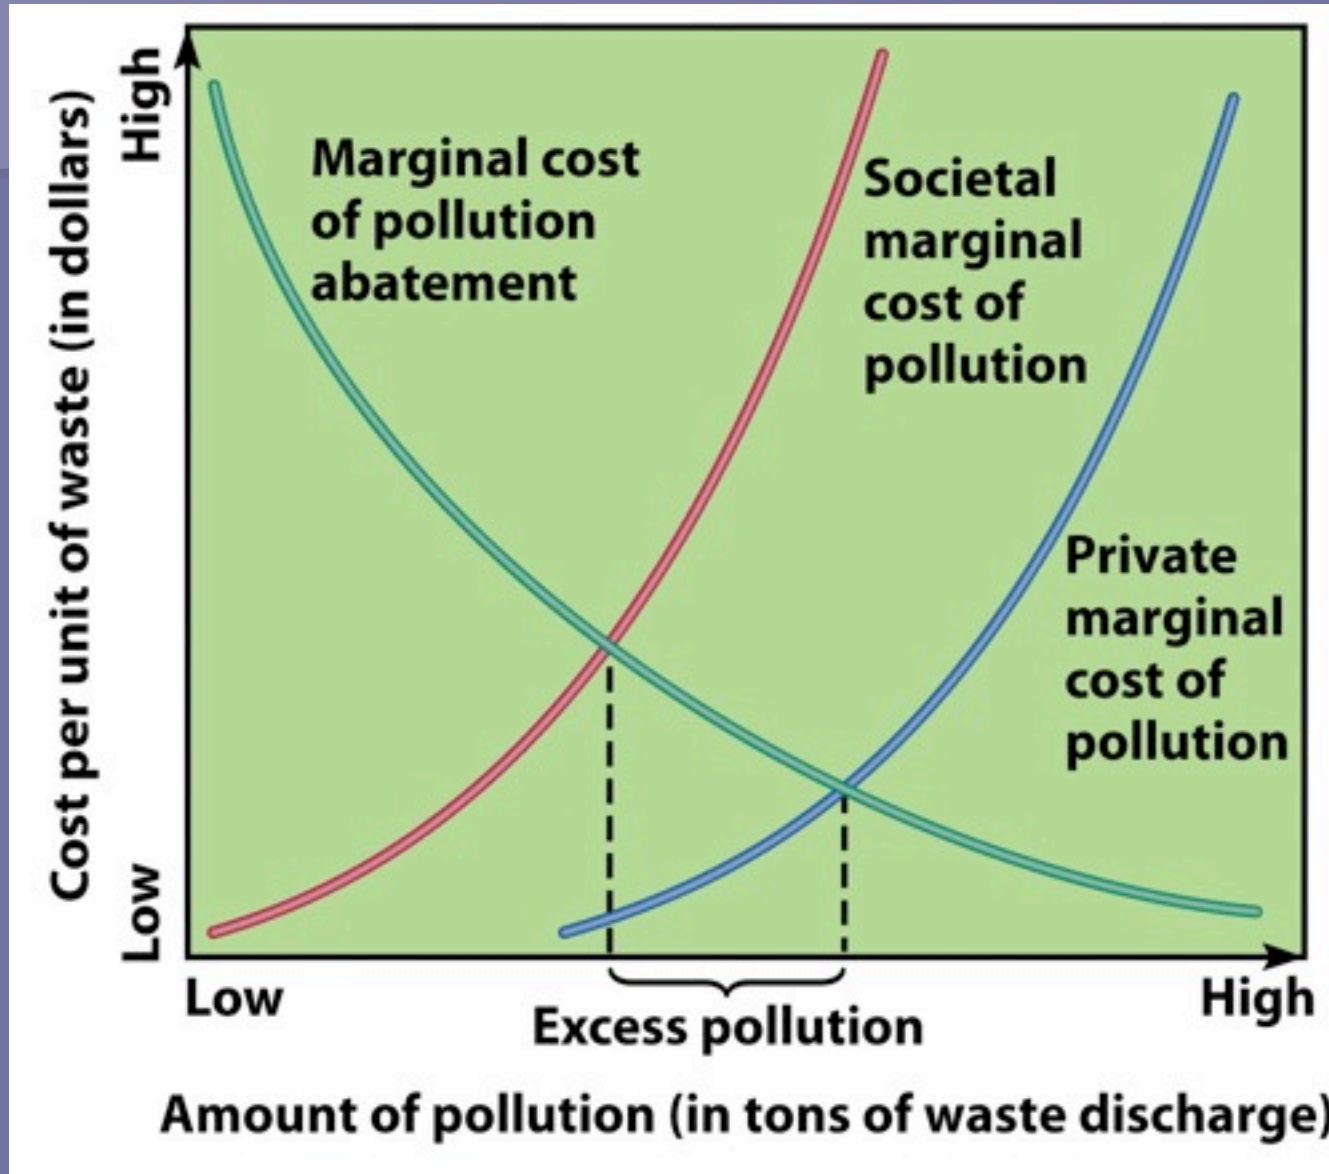 High
Cost per unit of waste (in dollars)
Low
Marginal cost
of pollution
abatement
Societal
marginal
cost of
pollution
Private
marginal
cost of
pollution
Low
High
Excess pollution
Amount of pollution (in tons of waste discharge)